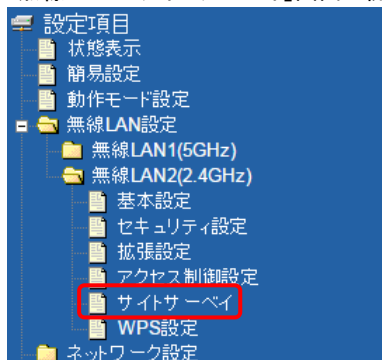 設定項目
状態表示
簡易設定
動作モード設定
無線LAN設定
無線LAN1(5GHz)
無線LAN2(2.4GHz)
基本設定
セキュリティ設定
拡張設定
アクセス制御設定
サイトサーベイ
WPS設定
ネットワーク設定